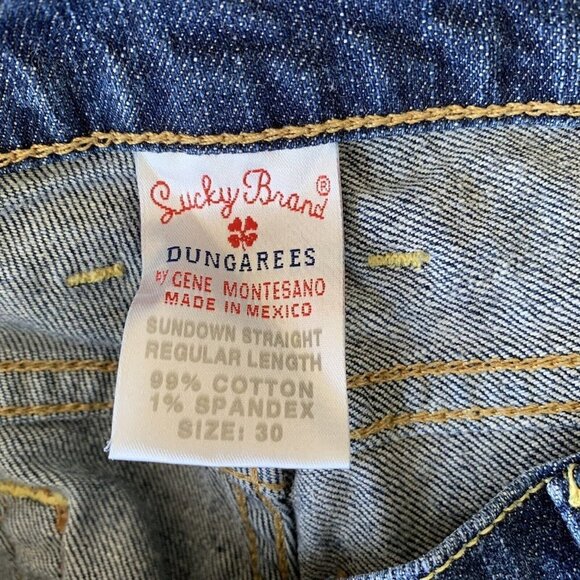 Lucky Brand®
DUNGAREES
BY GENE MONTESANO
MADE IN MEXICO
SUNDOWN STRAIGHT
REGULAR LENGTH
99% COTTON
1% SPANDEX
SIZE: 30